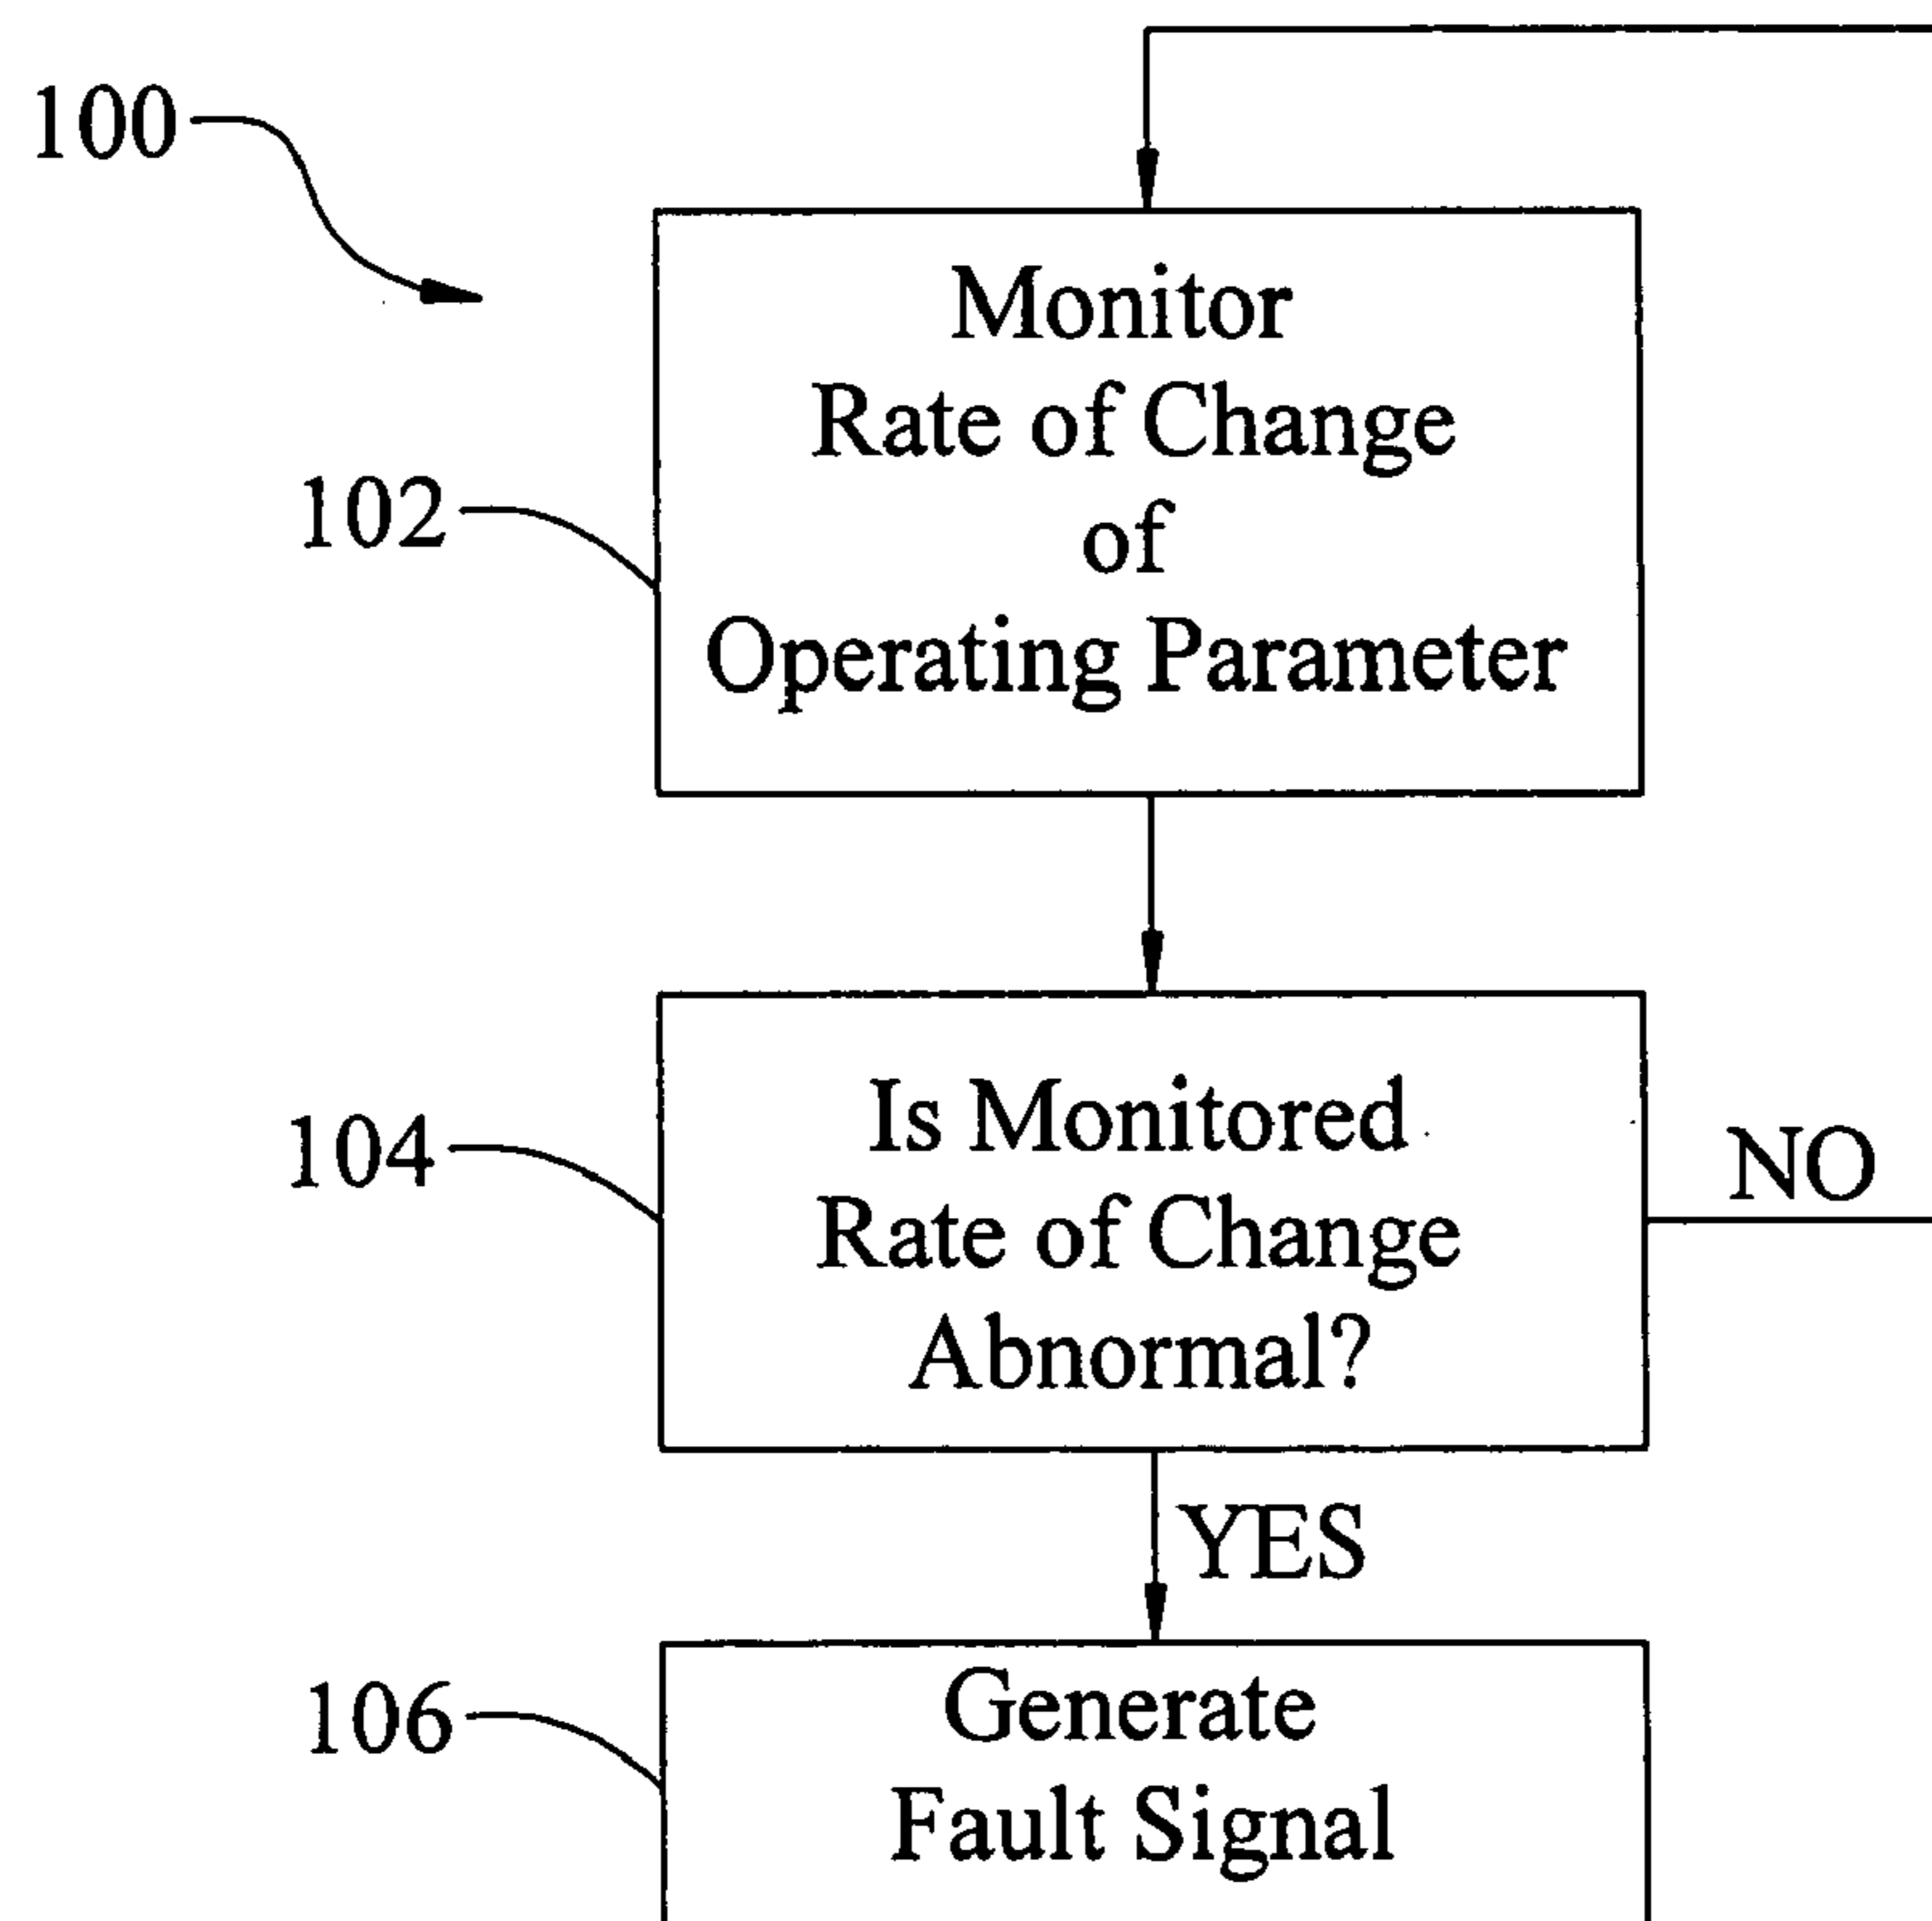 100
Monitor
Rate of Change
102
of
Operating Parameter
104
Is Monitored
Rate of Change
Abnormal?
NO
YES
106
Generate
Fault Signal